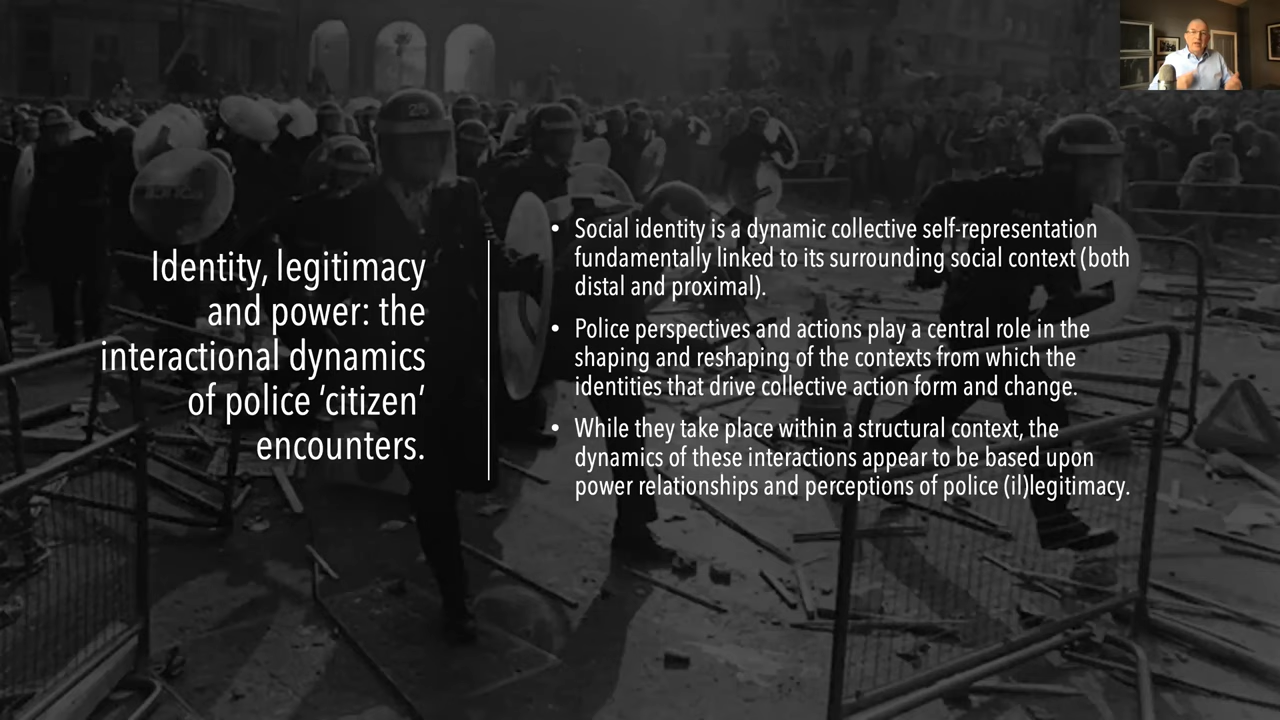 Identity, legitimacy
and power: the
interactional dynamics
of police ‘citizen’
encounters.
• Social identity is a dynamic collective self-representation
fundamentally linked to its surrounding social context (both
distal and proximal).
• Police perspectives and actions play a central role in the
shaping and reshaping of the contexts from which the
identities that drive collective action form and change.
• While they take place within a structural context, the
dynamics of these interactions appear to be based upon
power relationships and perceptions of police (il)legitimacy.